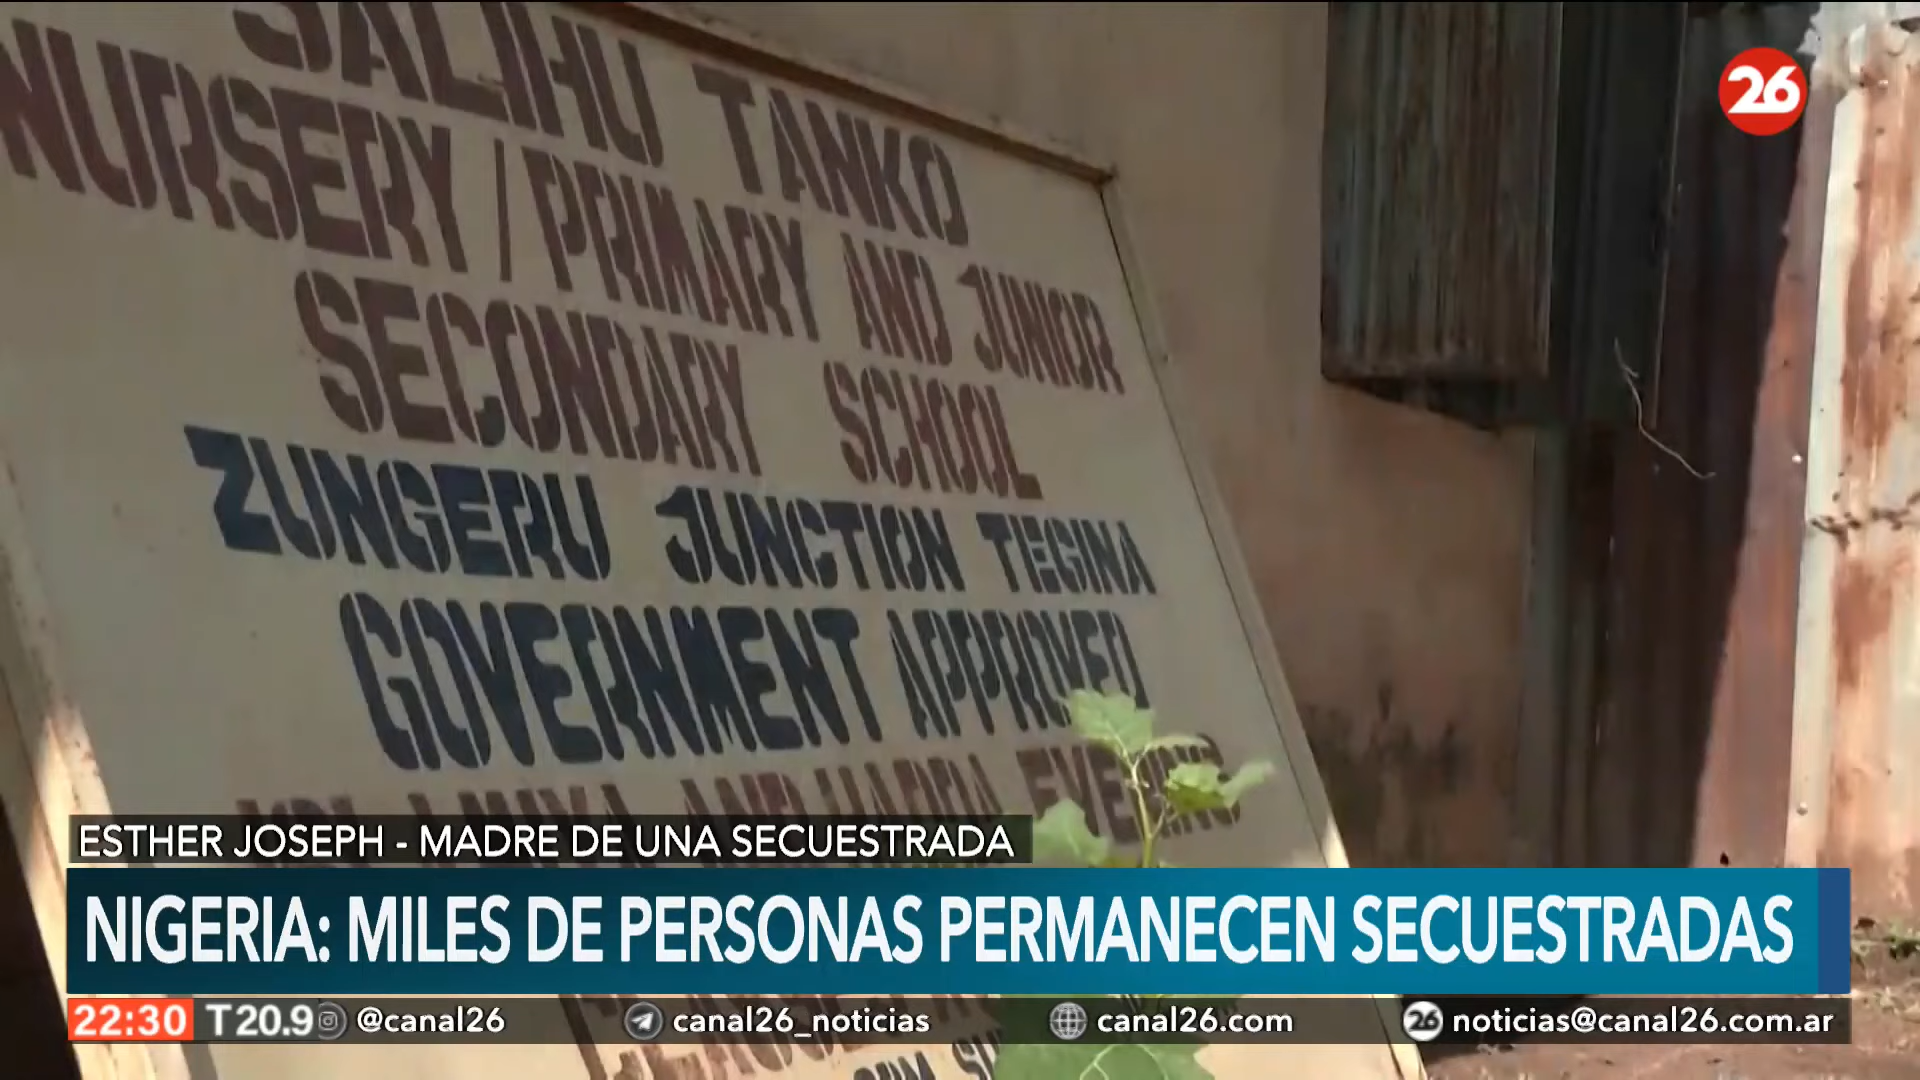 SALIHU TANKO
NURSERY / PRIMARY AND JUNIOR
SECONDARY SCHOOL
ZUNGERU JUNCTION TEGINA
GOVERNMENT APPROVED
EVENING
26
ESTHER JOSEPH - MADRE DE UNA SECUESTRADA
NIGERIA: MILES DE PERSONAS PERMANECEN SECUESTRADAS
22:30 T20.9 @canal26 canal26_noticias canal26.com 26 noticias@canal26.com.ar